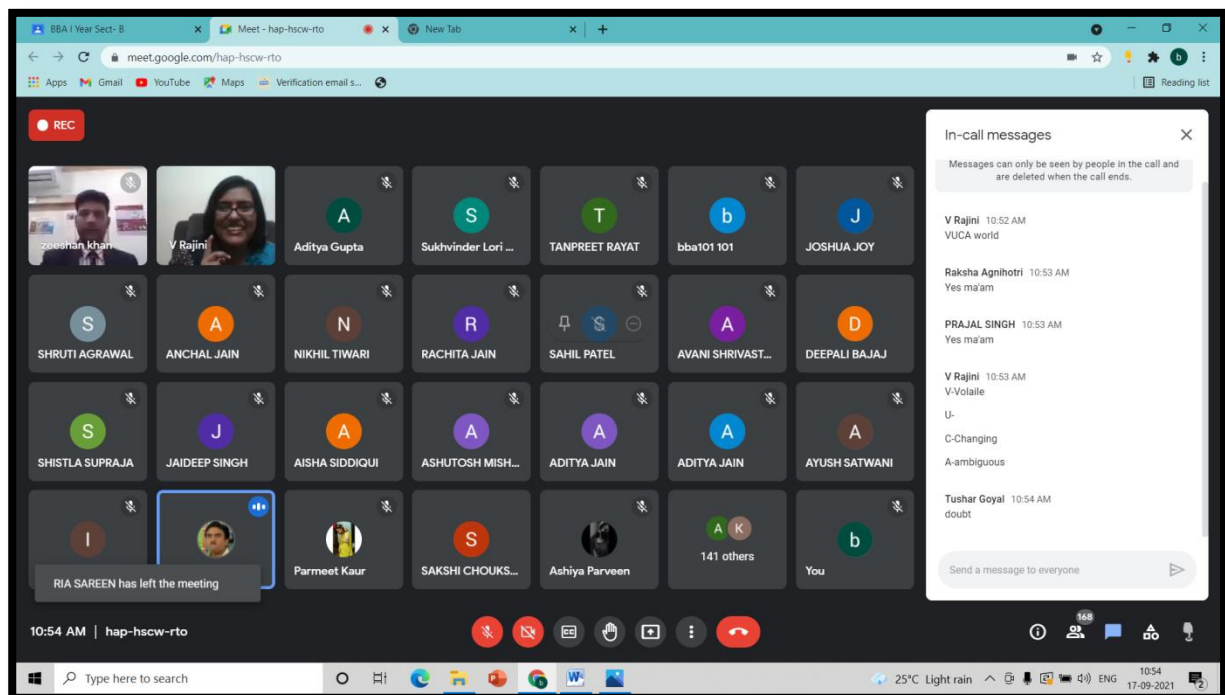 BBA I Year Sect- B
Meet - hap-hscw-rto
New Tab
meet.google.com/hap-hscw-rto
Apps Gmail YouTube Maps Verification email s...
Reading list
REC
zeeshan khan
V Rajini
Aditya Gupta
Sukhvinder Lori ...
TANPREET RAYAT
bba101 101
JOSHUA JOY
SHRUTI AGRAWAL
ANCHAL JAIN
NIKHIL TIWARI
RACHITA JAIN
SAHIL PATEL
AVANI SHRIVAST...
DEEPALI BAJAJ
SHISTLA SUPRAJA
JAIDEEP SINGH
AISHA SIDDIQUI
ASHUTOSH MISH...
ADITYA JAIN
ADITYA JAIN
AYUSH SATWANI
RIA SAREEN has left the meeting
Parmeet Kaur
SAKSHI CHOUKS...
Ashiya Parveen
141 others
You
In-call messages
Messages can only be seen by people in the call and
are deleted when the call ends.
V Rajini 10:52 AM
VUCA world
Raksha Agnihotri 10:53 AM
Yes ma'am
PRAJAL SINGH 10:53 AM
Yes ma'am
V Rajini 10:53 AM
V-Volaile
U-
C-Changing
A-ambiguous
Tushar Goyal 10:54 AM
doubt
Send a message to everyone
10:54 AM | hap-hscw-rto
168
Type here to search
25°C Light rain
ENG
10:54
17-09-2021